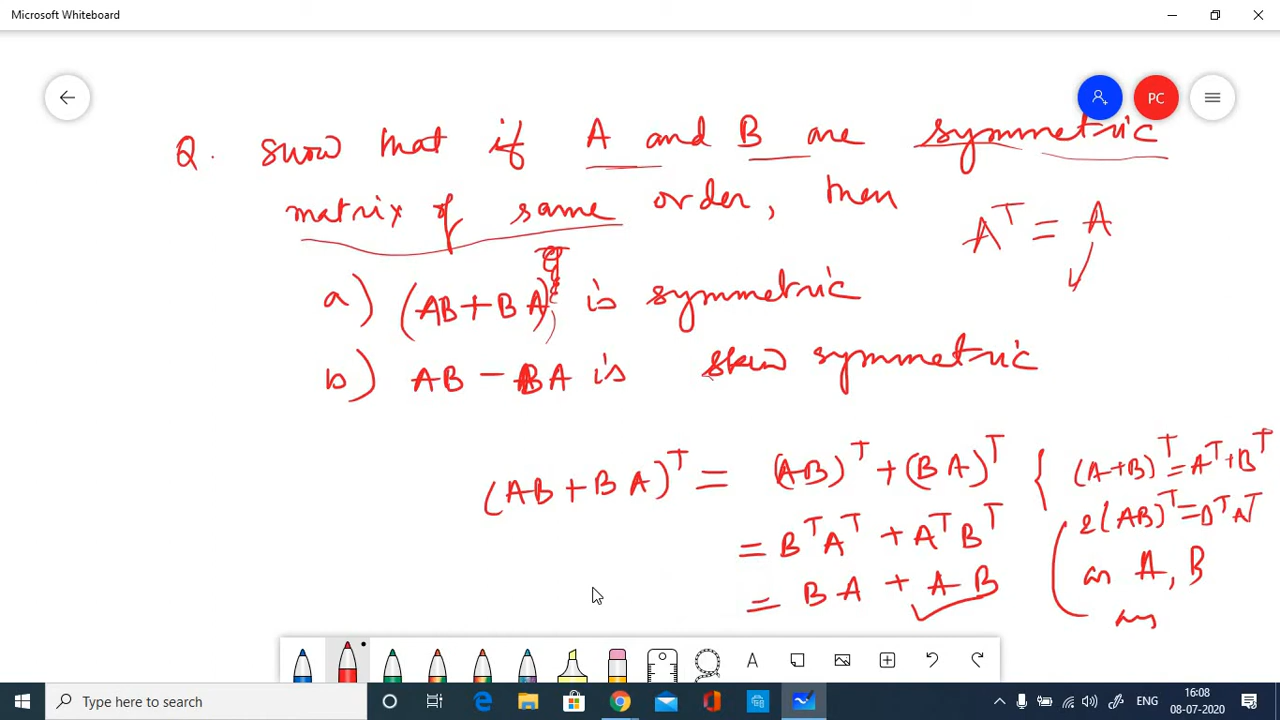 Microsoft Whiteboard
PC
Q. Show that if A and B are symmetric
matrix of same order, then
A^T = A
a) (AB + BA) is symmetric
b) AB - BA is skew symmetric
(AB + BA)^T = (AB)^T + (BA)^T { (A+B)^T = A^T + B^T
= B^T A^T + A^T B^T & (AB)^T = B^T A^T
= BA + AB as A, B
A
Type here to search
ENG
16:08
08-07-2020